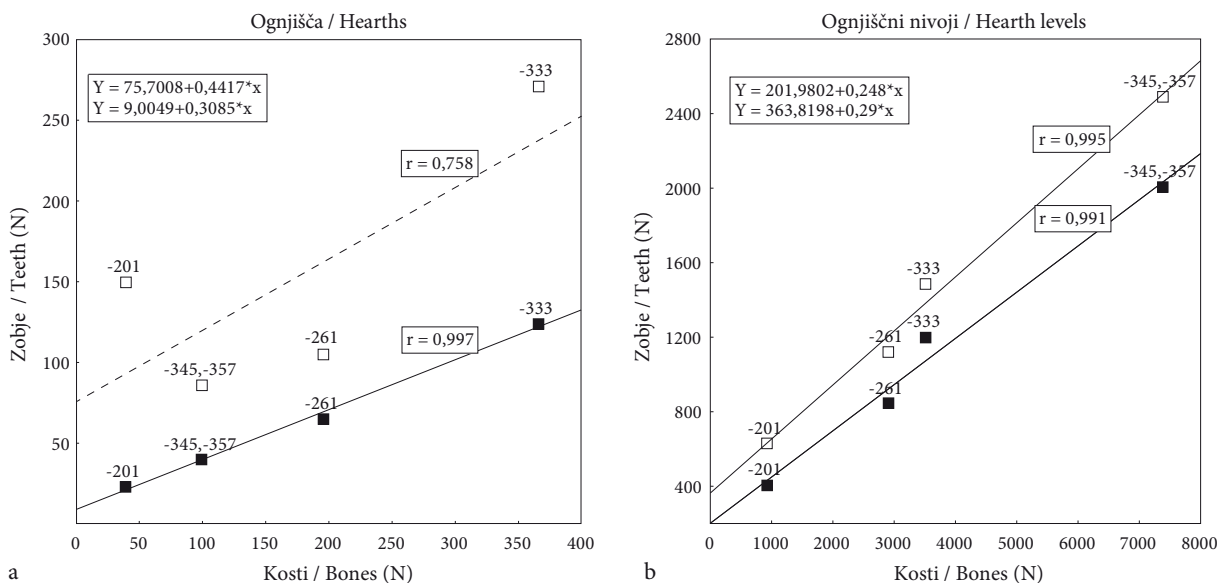 Ognjišča / Hearths
300
250
200
150
100
50
Zobje / Teeth (N)
Y = 75,7008+0,4417*x
Y = 9,0049+0,3085*x
-333
r = 0,758
-201
-345,-357
-261
r = 0,997
-333
-261
-345,-357
-201
0 50 100 150 200 250 300 350 400
Kosti / Bones (N)
a
Ognjiščni nivoji / Hearth levels
2800
2400
2000
1600
1200
800
400
Zobje / Teeth (N)
Y = 201,9802+0,248*x
Y = 363,8198+0,29*x
-345,-357
r = 0,995
-345,-357
r = 0,991
-333
-333
-261
-261
-201
-201
0 1000 2000 3000 4000 5000 6000 7000 8000
Kosti / Bones (N)
b